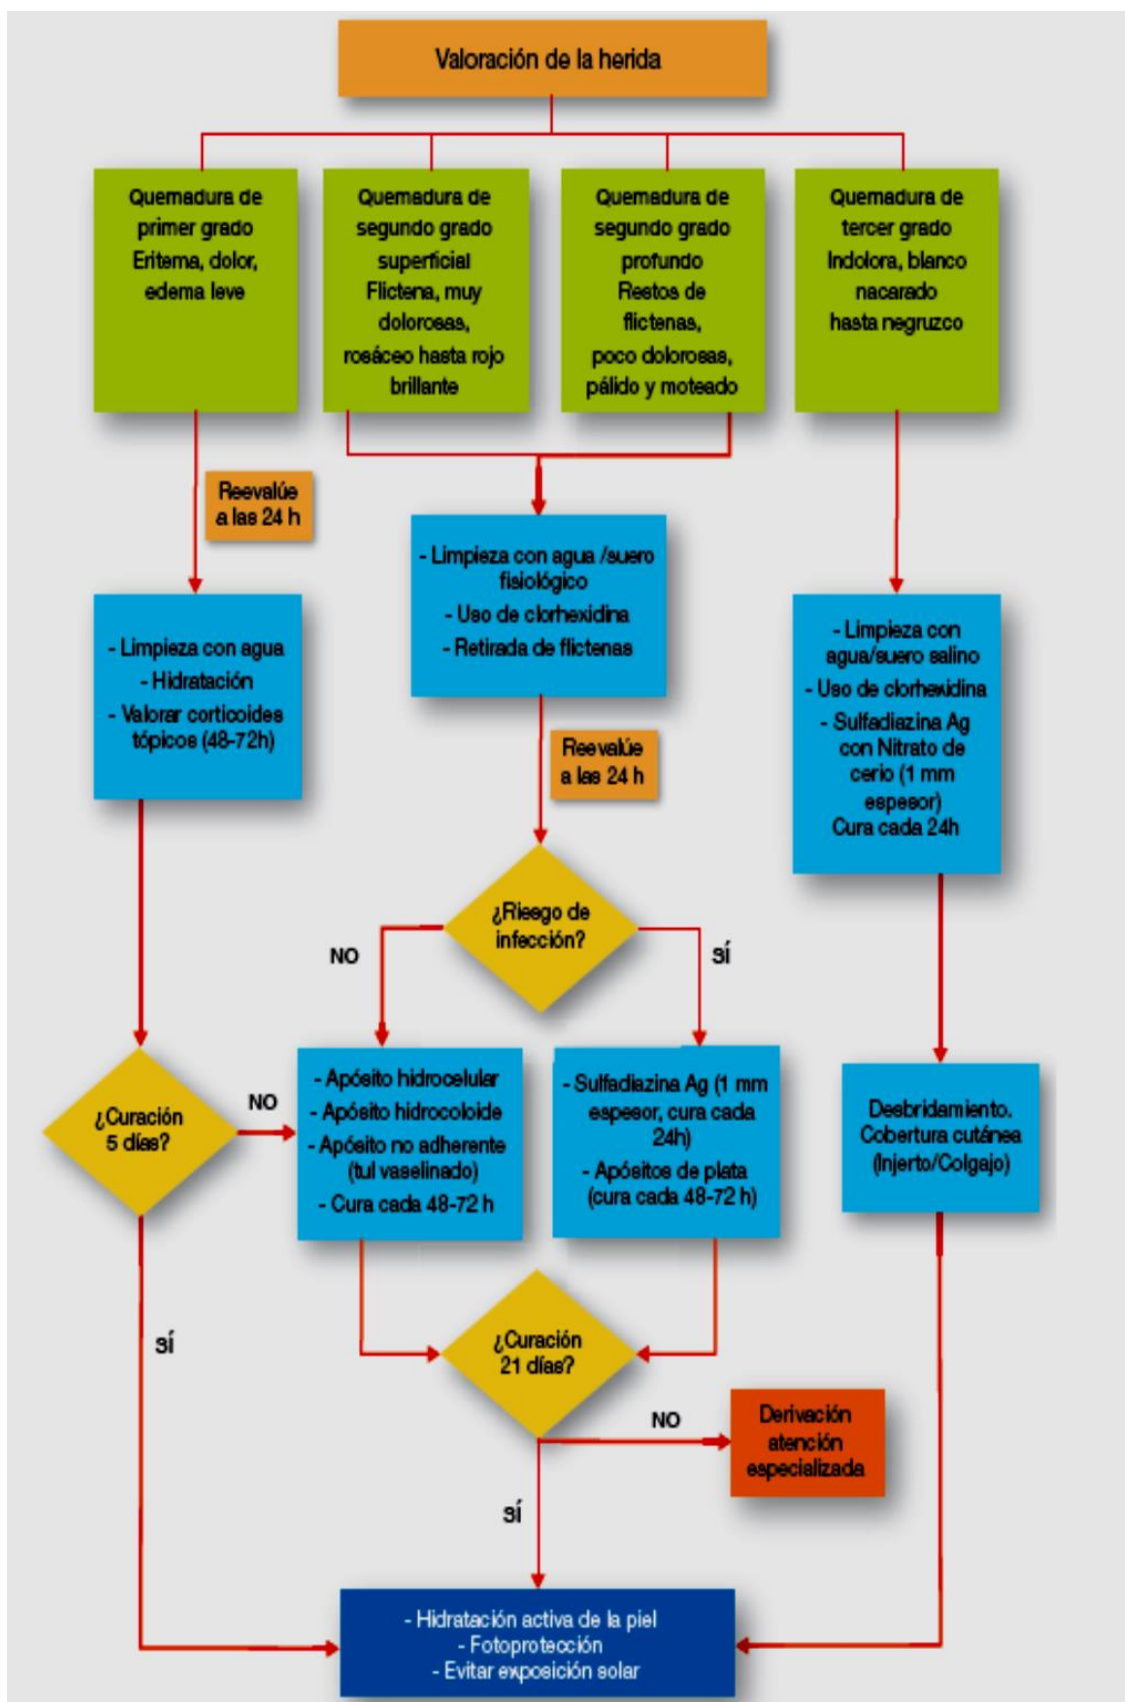 Valoración de la herida
Quemadura de
primer grado
Eritema, dolor,
edema leve
Quemadura de
segundo grado
superficial
Flictena, muy
dolorosas,
rosáceo hasta rojo
brillante
Quemadura de
segundo grado
profundo
Restos de
flictenas,
poco dolorosas,
pálido y moteado
Quemadura de
tercer grado
Indolora, blanco
nacarado
hasta negruzco
Reevalúe
a las 24 h
- Limpieza con agua /suero
fisiológico
- Uso de clorhexidina
- Retirada de flictenas
- Limpieza con agua
- Hidratación
- Valorar corticoides
tópicos (48-72h)
- Limpieza con
agua/suero salino
- Uso de clorhexidina
- Sulfadiazina Ag
con Nitrato de
cerio (1 mm
espesor)
Cura cada 24h
Reevalúe
a las 24 h
¿Riesgo de
infección?
NO
SÍ
¿Curación
5 días?
NO
- Apósito hidrocelular
- Apósito hidrocoloide
- Apósito no adherente
(tul vaselinado)
- Cura cada 48-72 h
- Sulfadiazina Ag (1 mm
espesor, cura cada
24h)
- Apósitos de plata
(cura cada 48-72 h)
Desbridamiento.
Cobertura cutánea
(Injerto/Colgajo)
SÍ
¿Curación
21 días?
NO
Derivación
atención
especializada
SÍ
- Hidratación activa de la piel
- Fotoprotección
- Evitar exposición solar